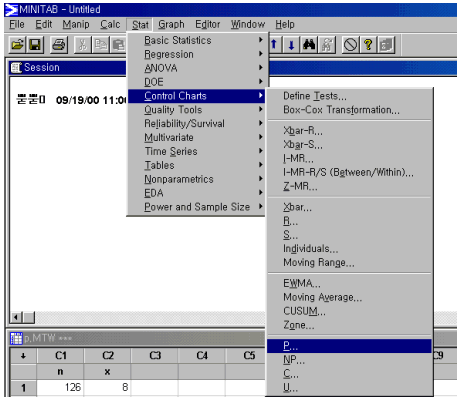 MINITAB - Untitled
File Edit Manip Calc Stat Graph Editor Window Help
Session
뿓뿓0 09/19/00 11:00
Basic Statistics
Regression
ANOVA
DOE
Control Charts
Quality Tools
Reliability/Survival
Multivariate
Time Series
Tables
Nonparametrics
EDA
Power and Sample Size
Define Tests...
Box-Cox Transformation...
Xbar-R...
Xbar-S...
I-MR...
I-MR-R/S (Between/Within)...
Z-MR...
Xbar...
R...
S...
Individuals...
Moving Range...
EWMA...
Moving Average...
CUSUM...
Zone...
P...
NP...
C...
U...
p.MTW ***
C1 C2 C3 C4 C5 C9
n x
1 126 8